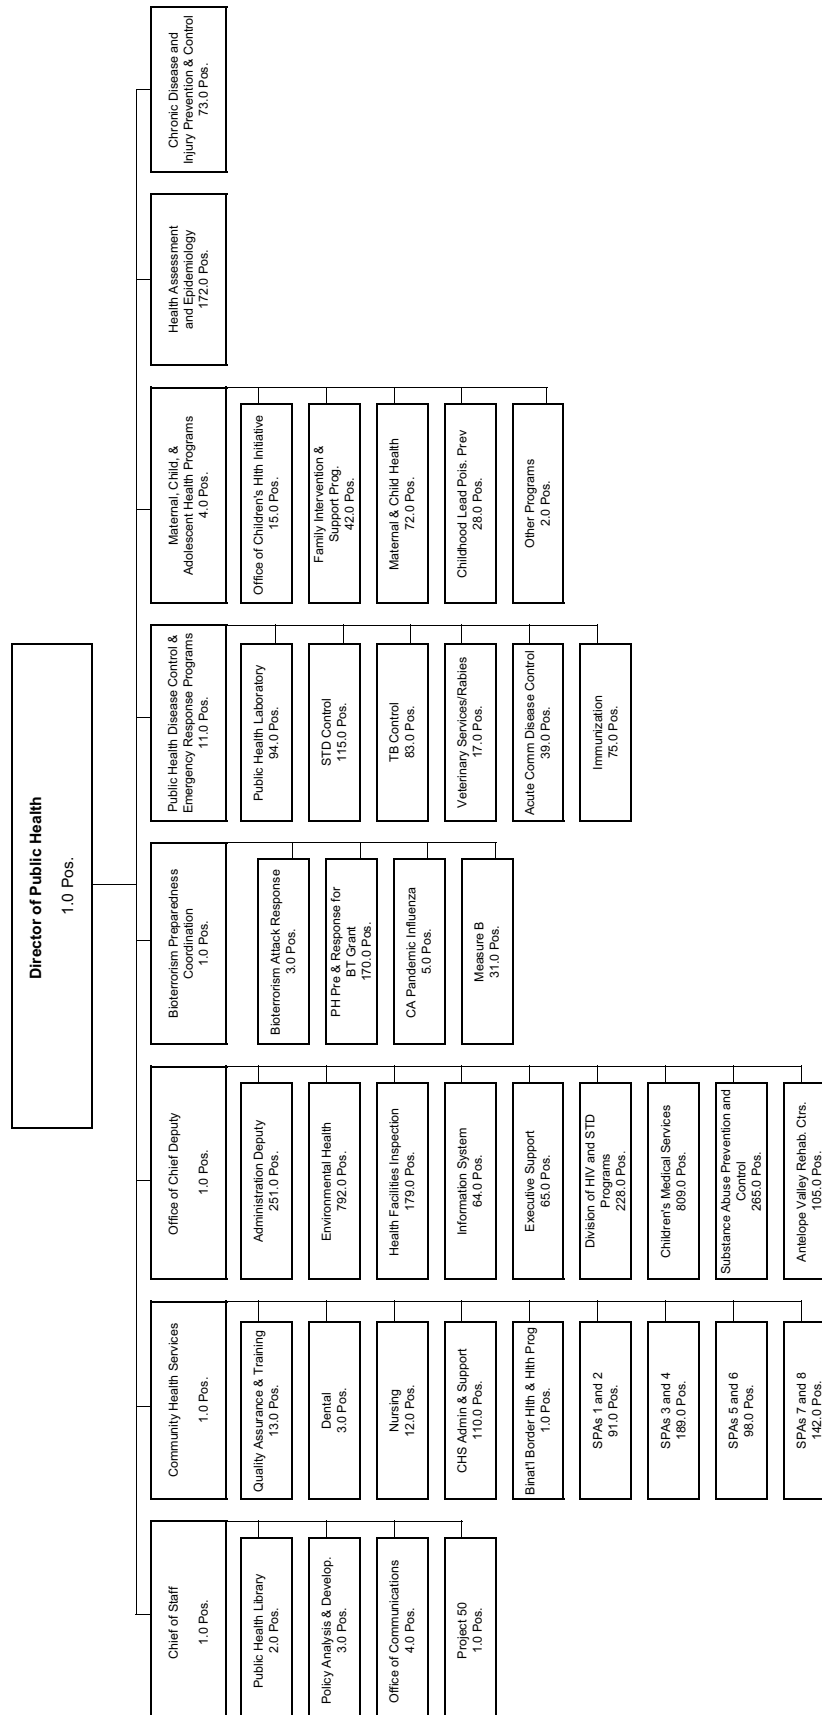 Director of Public Health
1.0 Pos.
Chief of Staff
1.0 Pos.
Public Health Library
2.0 Pos.
Policy Analysis & Develop.
3.0 Pos.
Office of Communications
4.0 Pos.
Project 50
1.0 Pos.
Community Health Services
1.0 Pos.
Quality Assurance & Training
13.0 Pos.
Dental
3.0 Pos.
Nursing
12.0 Pos.
CHS Admin & Support
110.0 Pos.
Binat'l Border Hlth & Hlth Prog
1.0 Pos.
SPAs 1 and 2
91.0 Pos.
SPAs 3 and 4
189.0 Pos.
SPAs 5 and 6
98.0 Pos.
SPAs 7 and 8
142.0 Pos.
Office of Chief Deputy
1.0 Pos.
Administration Deputy
251.0 Pos.
Environmental Health
792.0 Pos.
Health Facilities Inspection
179.0 Pos.
Information System
64.0 Pos.
Executive Support
65.0 Pos.
Division of HIV and STD
Programs
228.0 Pos.
Children's Medical Services
809.0 Pos.
Substance Abuse Prevention and
Control
265.0 Pos.
Antelope Valley Rehab. Ctrs.
105.0 Pos.
Bioterrorism Preparedness
Coordination
1.0 Pos.
Bioterrorism Attack Response
3.0 Pos.
PH Pre & Response for
BT Grant
170.0 Pos.
CA Pandemic Influenza
5.0 Pos.
Measure B
31.0 Pos.
Public Health Disease Control &
Emergency Response Programs
11.0 Pos.
Public Health Laboratory
94.0 Pos.
STD Control
115.0 Pos.
TB Control
83.0 Pos.
Veterinary Services/Rabies
17.0 Pos.
Acute Comm Disease Control
39.0 Pos.
Immunization
75.0 Pos.
Maternal, Child, &
Adolescent Health Programs
4.0 Pos.
Office of Children's Hlth Initiative
15.0 Pos.
Family Intervention &
Support Prog.
42.0 Pos.
Maternal & Child Health
72.0 Pos.
Childhood Lead Pois. Prev
28.0 Pos.
Other Programs
2.0 Pos.
Health Assessment
and Epidemiology
172.0 Pos.
Chronic Disease and
Injury Prevention & Control
73.0 Pos.